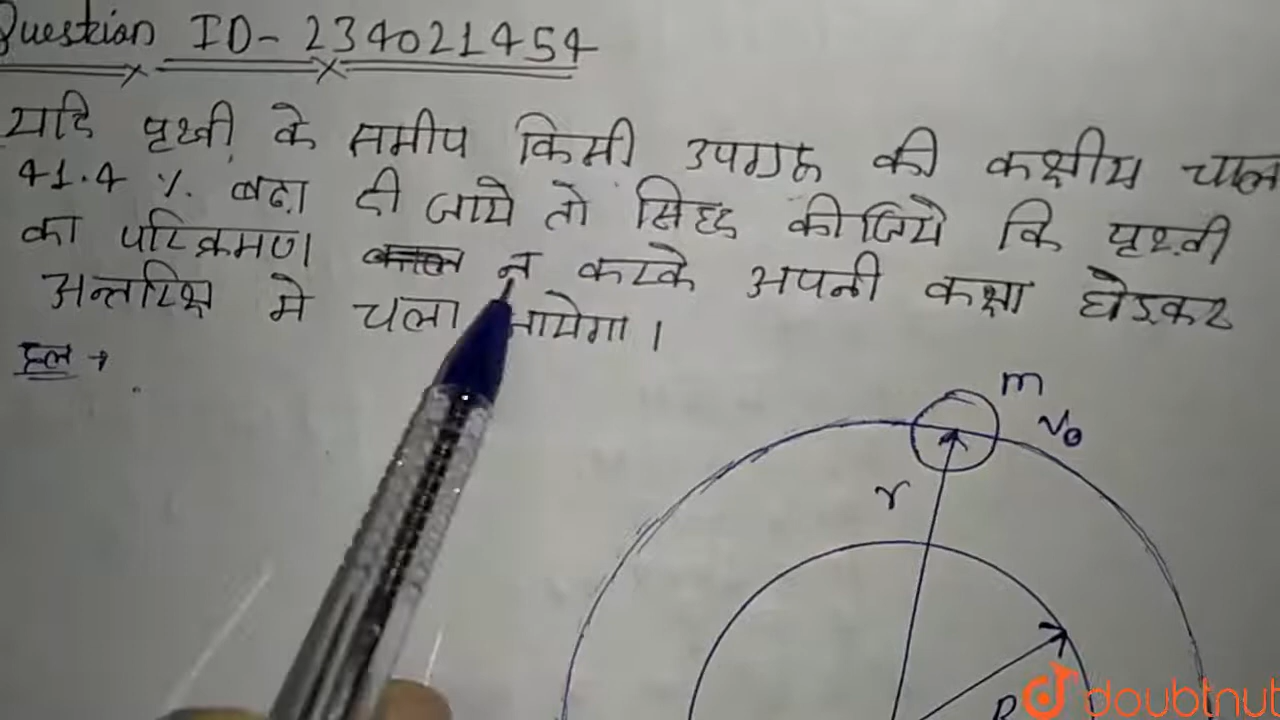 Question ID-234021454
यदि पृथ्वी के समीप किसी उपग्रह की कक्षीय चाल
41.4 %. बढ़ा दी जाये तो सिद्ध कीजिये कि पृथ्वी
का परिक्रमण न करके अपनी कक्षा छोड़कर
अन्तरिक्ष मे चला जायेगा।
हल →
m
v₀
r
R
doubtnut